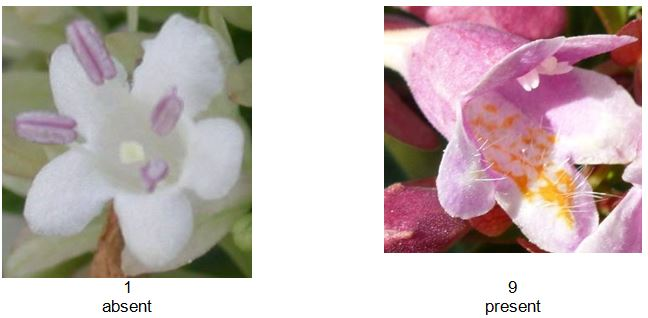 1
absent
9
present